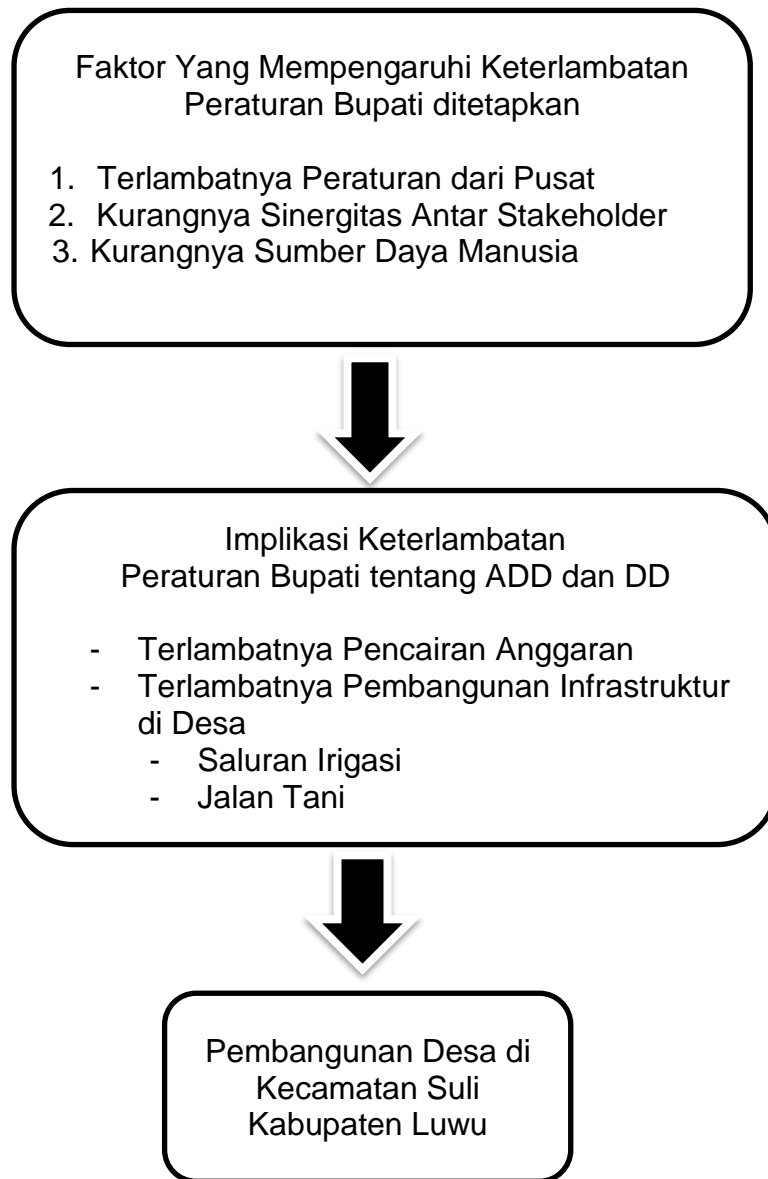 Faktor Yang Mempengaruhi Keterlambatan
Peraturan Bupati ditetapkan
1. Terlambatnya Peraturan dari Pusat
2. Kurangnya Sinergitas Antar Stakeholder
3. Kurangnya Sumber Daya Manusia
Implikasi Keterlambatan
Peraturan Bupati tentang ADD dan DD
- Terlambatnya Pencairan Anggaran
- Terlambatnya Pembangunan Infrastruktur
di Desa
- Saluran Irigasi
- Jalan Tani
Pembangunan Desa di
Kecamatan Suli
Kabupaten Luwu